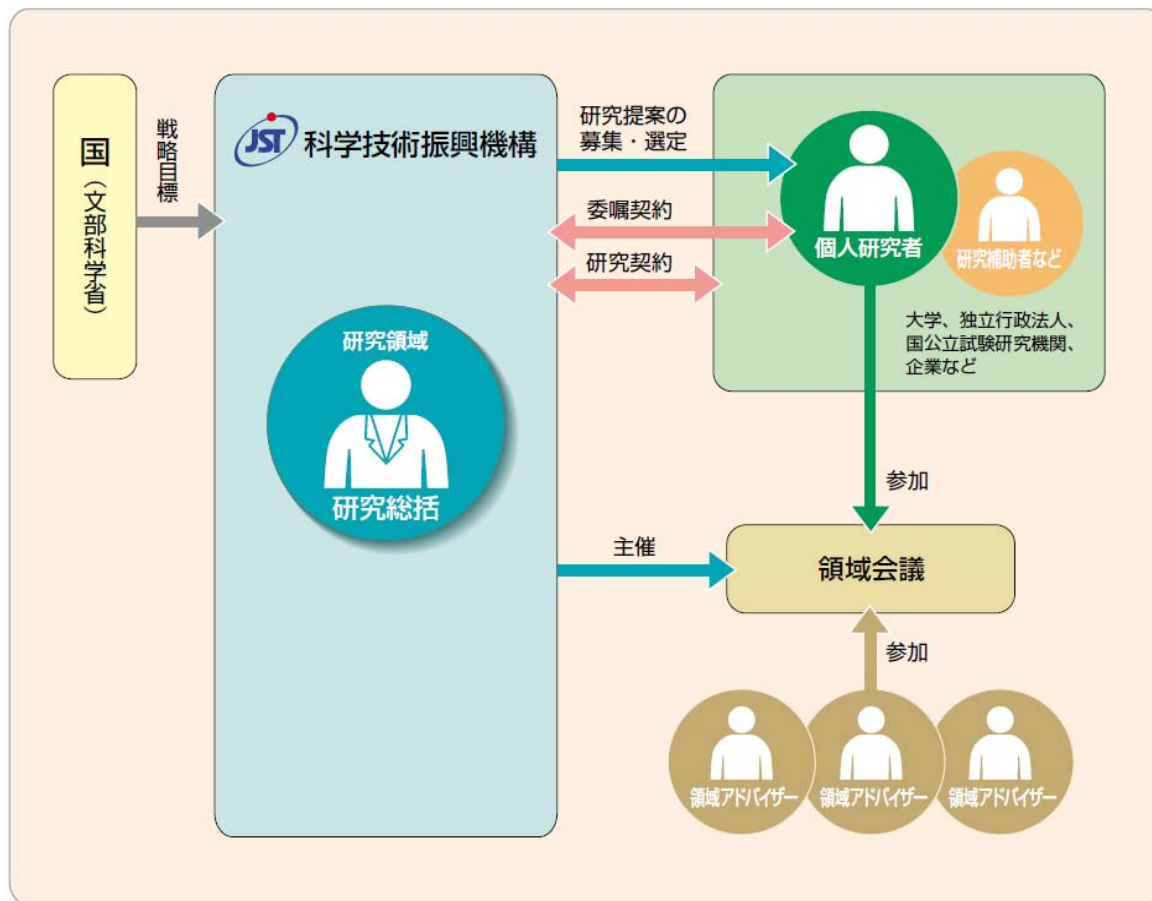 国(文部科学省)
戦略目標
JST 科学技術振興機構
研究領域
研究総括
研究提案の
募集・選定
委嘱契約
研究契約
個人研究者
研究補助者など
大学、独立行政法人、
国公立試験研究機関、
企業など
参加
主催
領域会議
参加
領域アドバイザー
領域アドバイザー
領域アドバイザー